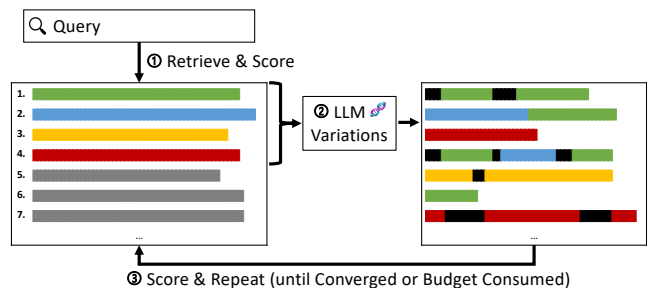 Query
① Retrieve & Score
1.
2.
3.
4.
5.
6.
7.
...
② LLM
Variations
...
③ Score & Repeat (until Converged or Budget Consumed)